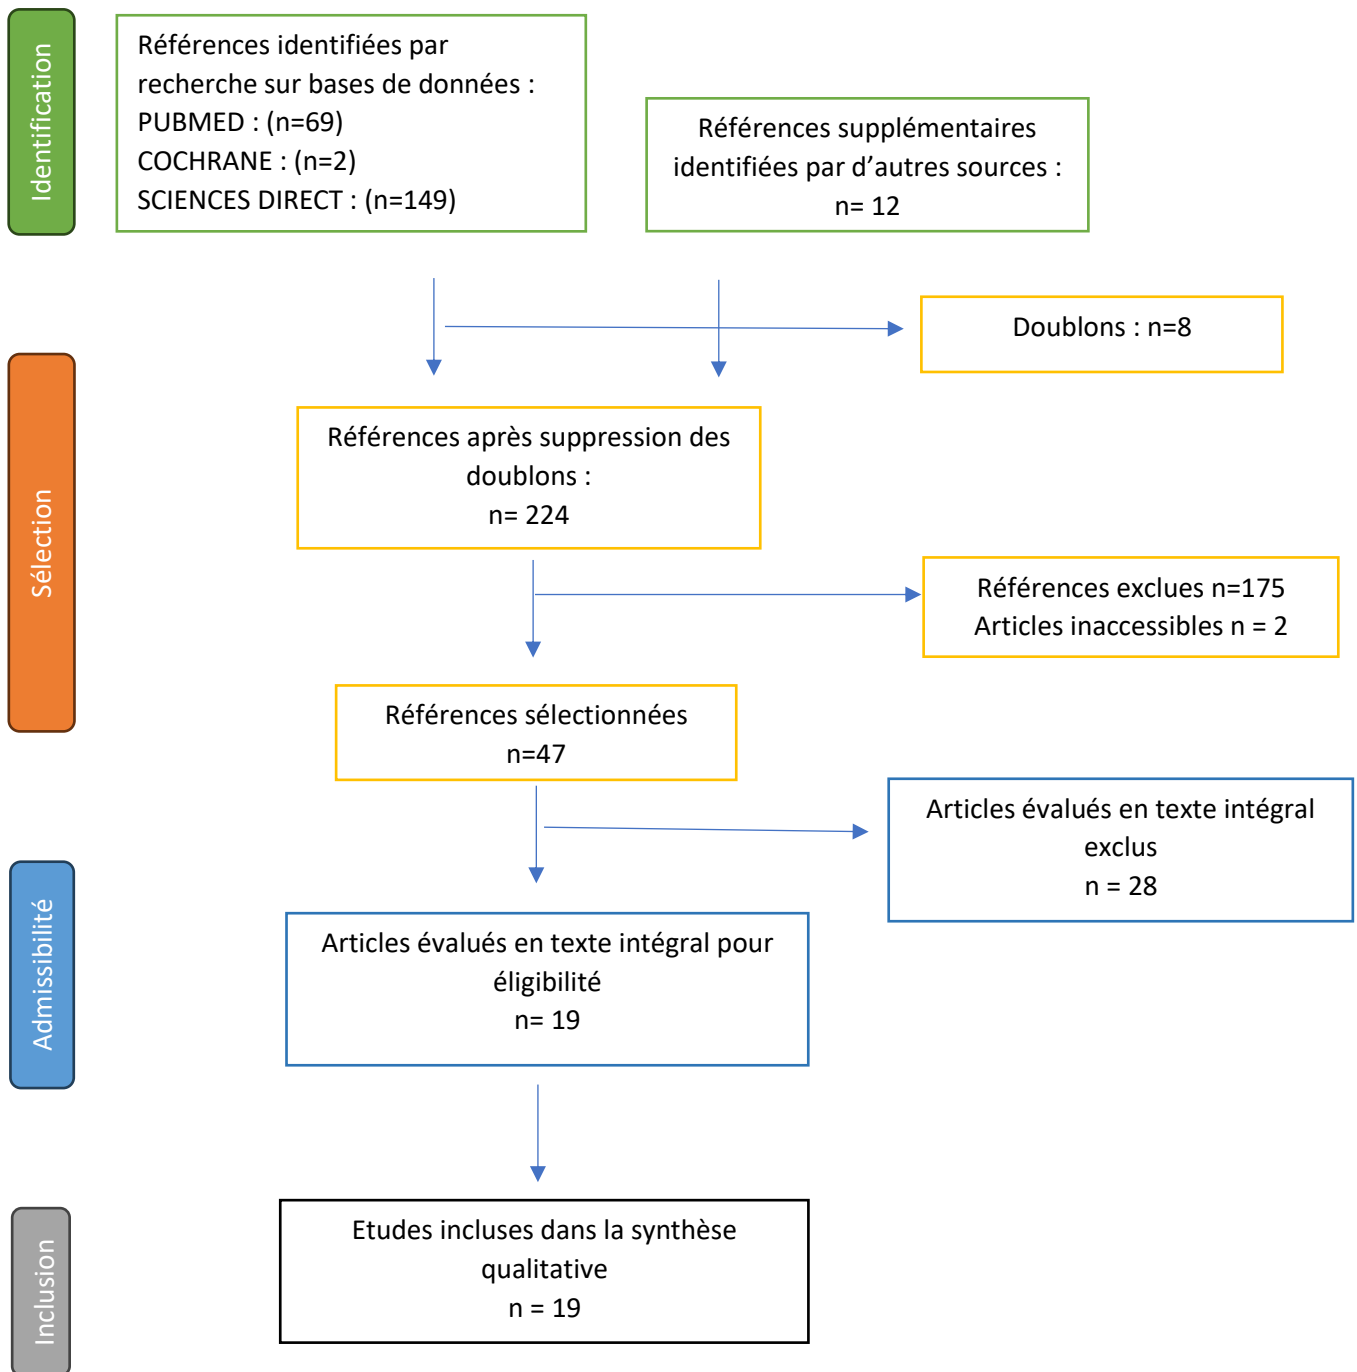 Identification
Références identifiées par
recherche sur bases de données :
PUBMED : (n=69)
COCHRANE : (n=2)
SCIENCES DIRECT : (n=149)
Références supplémentaires
identifiées par d’autres sources :
n= 12
Doublons : n=8
Sélection
Références après suppression des
doublons :
n= 224
Références exclues n=175
Articles inaccessibles n = 2
Références sélectionnées
n=47
Articles évalués en texte intégral
exclus
n = 28
Admissibilité
Articles évalués en texte intégral pour
éligibilité
n= 19
Inclusion
Etudes incluses dans la synthèse
qualitative
n = 19